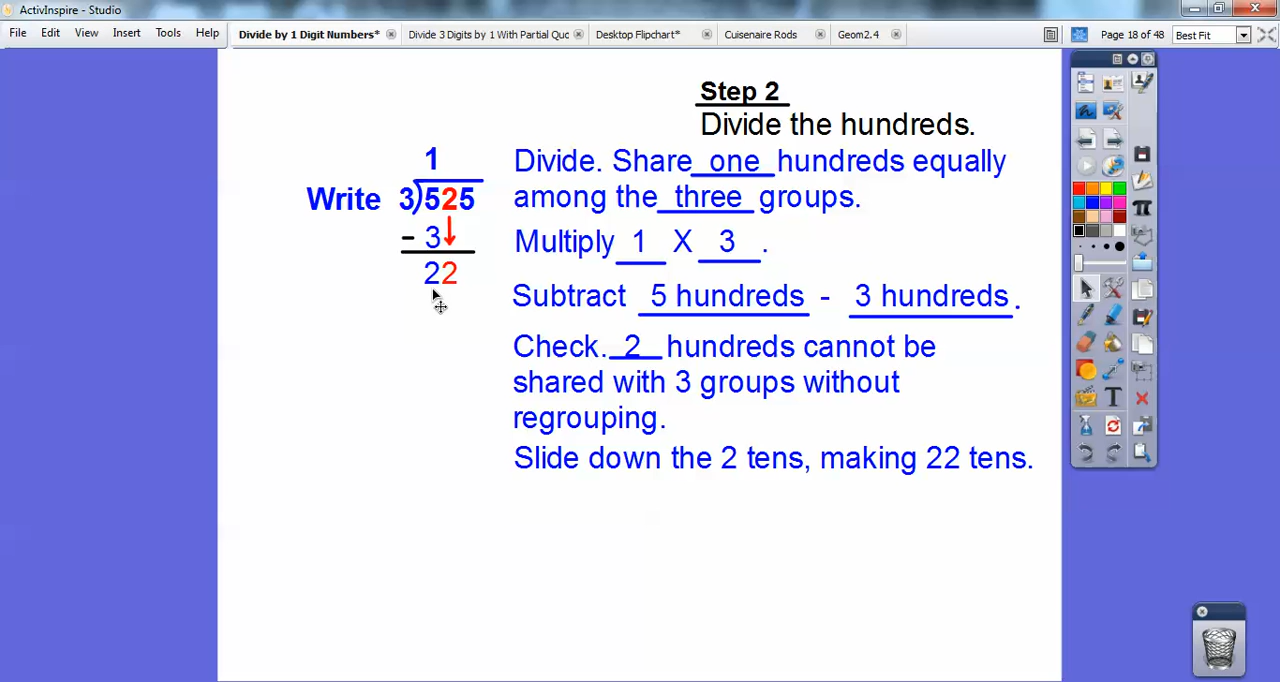 ActivInspire - Studio
File Edit View Insert Tools Help
Divide by 1 Digit Numbers* Divide 3 Digits by 1 With Partial Quc Desktop Flipchart* Cuisenaire Rods Geom2.4 Page 18 of 48 Best Fit
Step 2
Divide the hundreds.
1
Write 3)525
- 3
22
Divide. Share one hundreds equally
among the three groups.
Multiply 1 X 3 .
Subtract 5 hundreds - 3 hundreds .
Check. 2 hundreds cannot be
shared with 3 groups without
regrouping.
Slide down the 2 tens, making 22 tens.